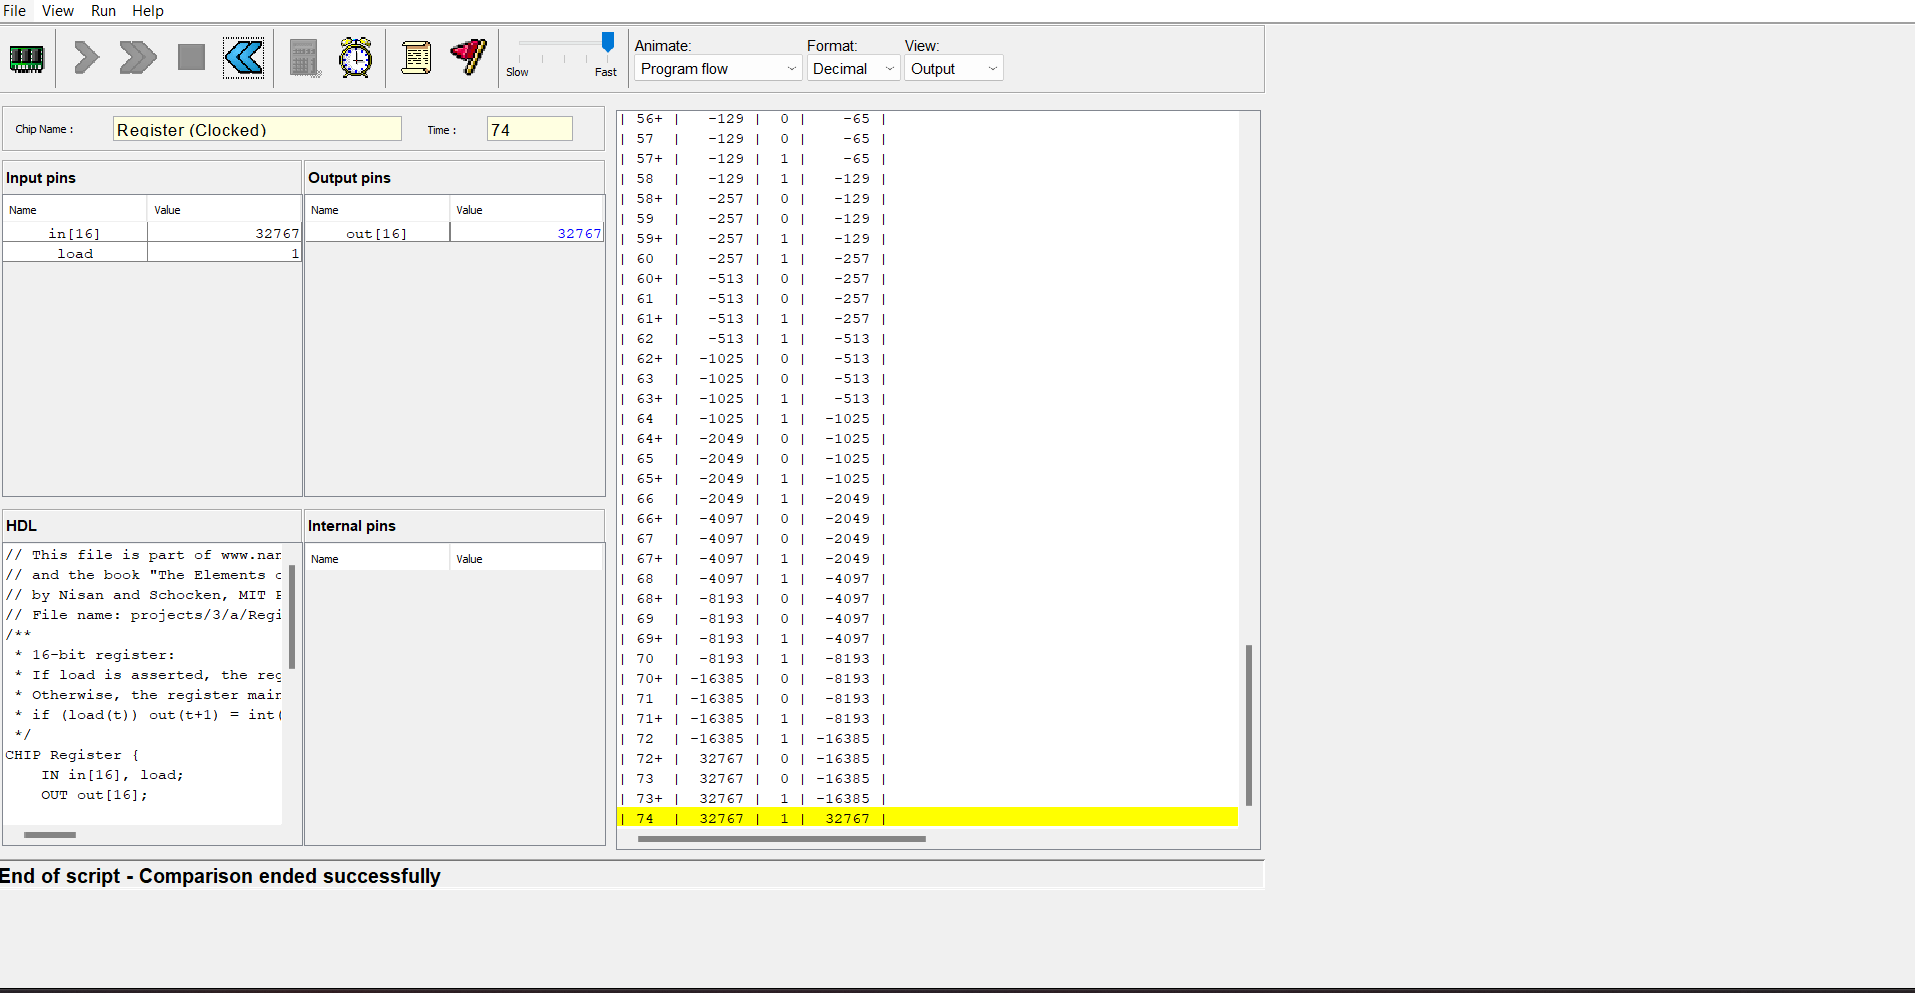 File View Run Help
Slow Fast
Animate: Format: View:
Program flow Decimal Output
Chip Name : Register (Clocked) Time : 74
Input pins
Name Value
in[16] 32767
load 1
Output pins
Name Value
out[16] 32767
HDL
// This file is part of www.nan
// and the book "The Elements o
// by Nisan and Schocken, MIT P
// File name: projects/3/a/Regi
/**
* 16-bit register:
* If load is asserted, the reg
* Otherwise, the register main
* if (load(t)) out(t+1) = int(
*/
CHIP Register {
IN in[16], load;
OUT out[16];
Internal pins
Name Value
| 56+ | -129 | 0 | -65 |
| 57 | -129 | 0 | -65 |
| 57+ | -129 | 1 | -65 |
| 58 | -129 | 1 | -129 |
| 58+ | -257 | 0 | -129 |
| 59 | -257 | 0 | -129 |
| 59+ | -257 | 1 | -129 |
| 60 | -257 | 1 | -257 |
| 60+ | -513 | 0 | -257 |
| 61 | -513 | 0 | -257 |
| 61+ | -513 | 1 | -257 |
| 62 | -513 | 1 | -513 |
| 62+ | -1025 | 0 | -513 |
| 63 | -1025 | 0 | -513 |
| 63+ | -1025 | 1 | -513 |
| 64 | -1025 | 1 | -1025 |
| 64+ | -2049 | 0 | -1025 |
| 65 | -2049 | 0 | -1025 |
| 65+ | -2049 | 1 | -1025 |
| 66 | -2049 | 1 | -2049 |
| 66+ | -4097 | 0 | -2049 |
| 67 | -4097 | 0 | -2049 |
| 67+ | -4097 | 1 | -2049 |
| 68 | -4097 | 1 | -4097 |
| 68+ | -8193 | 0 | -4097 |
| 69 | -8193 | 0 | -4097 |
| 69+ | -8193 | 1 | -4097 |
| 70 | -8193 | 1 | -8193 |
| 70+ | -16385 | 0 | -8193 |
| 71 | -16385 | 0 | -8193 |
| 71+ | -16385 | 1 | -8193 |
| 72 | -16385 | 1 | -16385 |
| 72+ | 32767 | 0 | -16385 |
| 73 | 32767 | 0 | -16385 |
| 73+ | 32767 | 1 | -16385 |
| 74 | 32767 | 1 | 32767 |
End of script - Comparison ended successfully